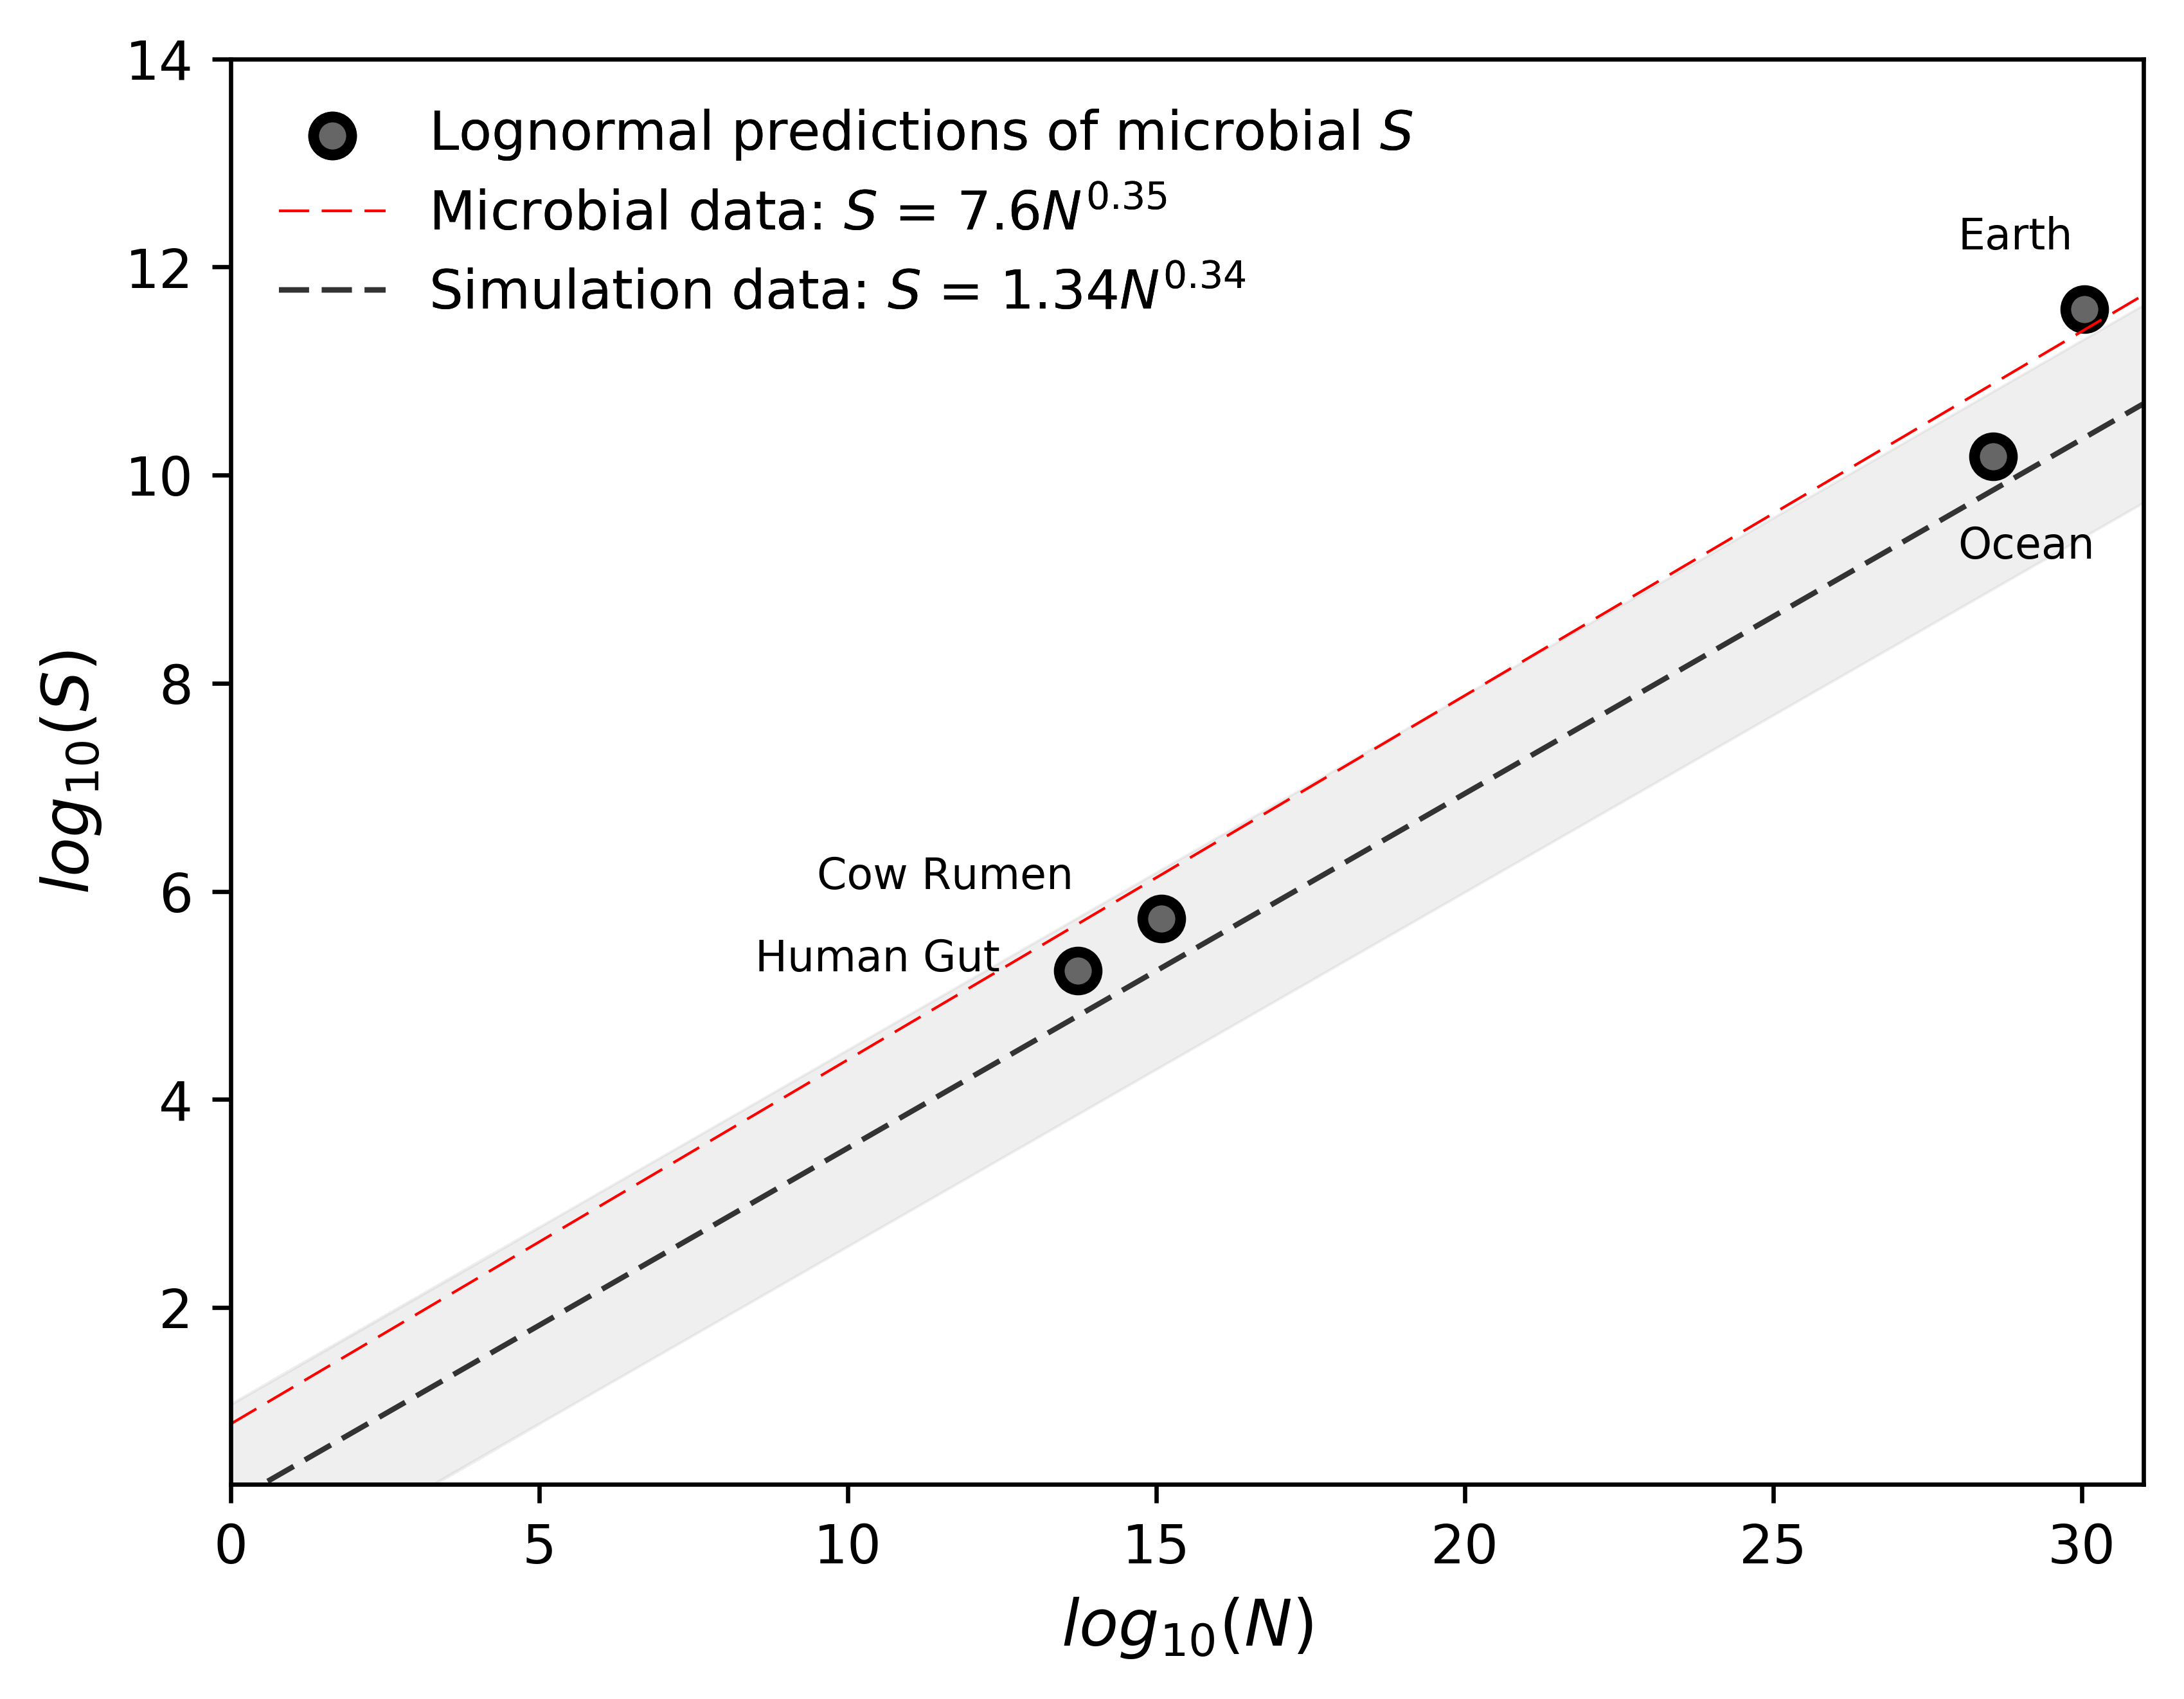 Lognormal predictions of microbial S
Microbial data: S = 7.6N^0.35
Simulation data: S = 1.34N^0.34
Earth
Ocean
Cow Rumen
Human Gut
14
12
10
8
6
4
2
log10(S)
0 5 10 15 20 25 30
log10(N)